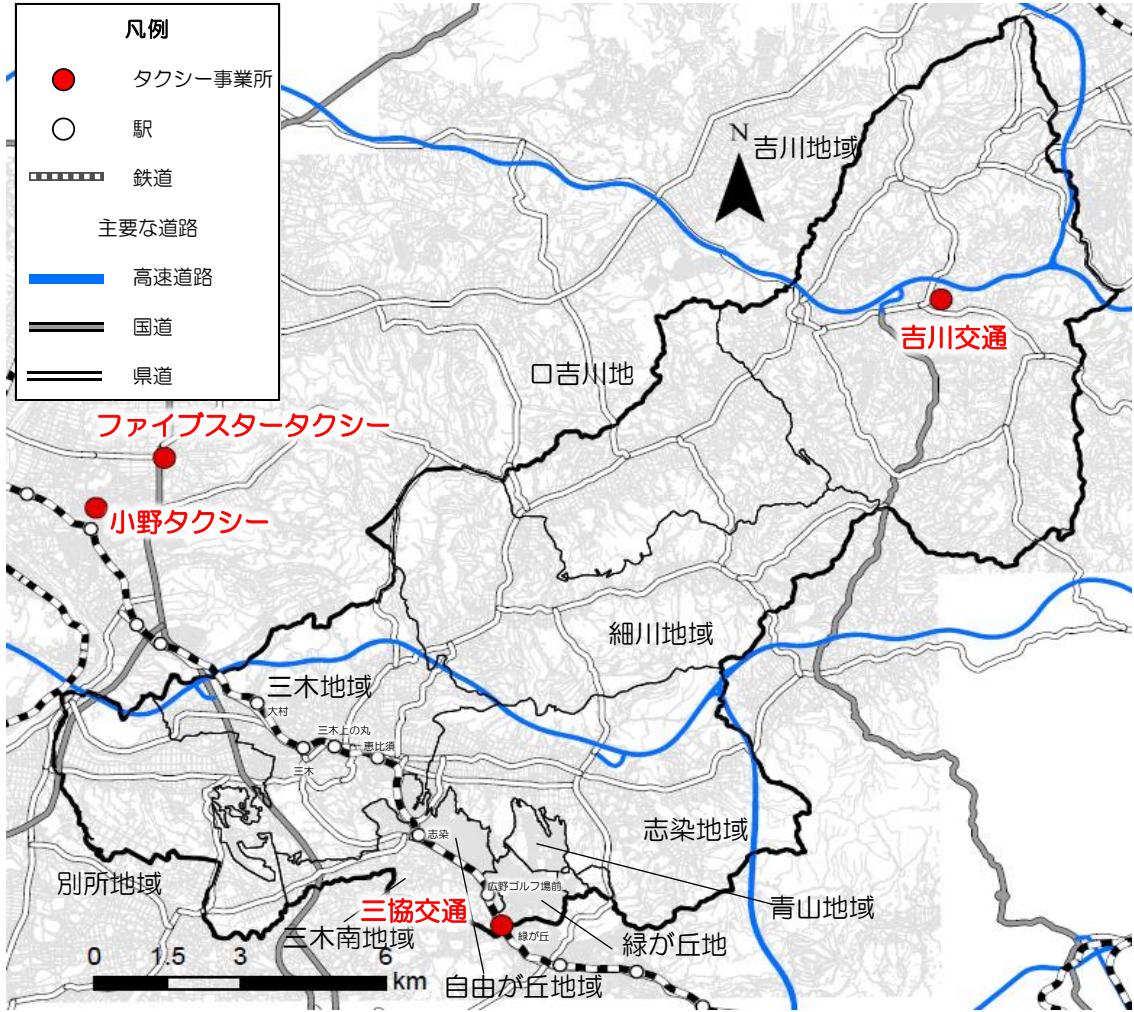 凡例
タクシー事業所
駅
鉄道
主要な道路
高速道路
国道
県道
N
吉川地域
吉川交通
口吉川地
ファイブスタータクシー
小野タクシー
細川地域
三木地域
大村
三木上の丸
恵比須
三木
志染
志染地域
別所地域
広野ゴルフ場前
青山地域
三協交通
三木南地域
緑が丘
緑が丘地
自由が丘地域
0 1.5 3 6
km